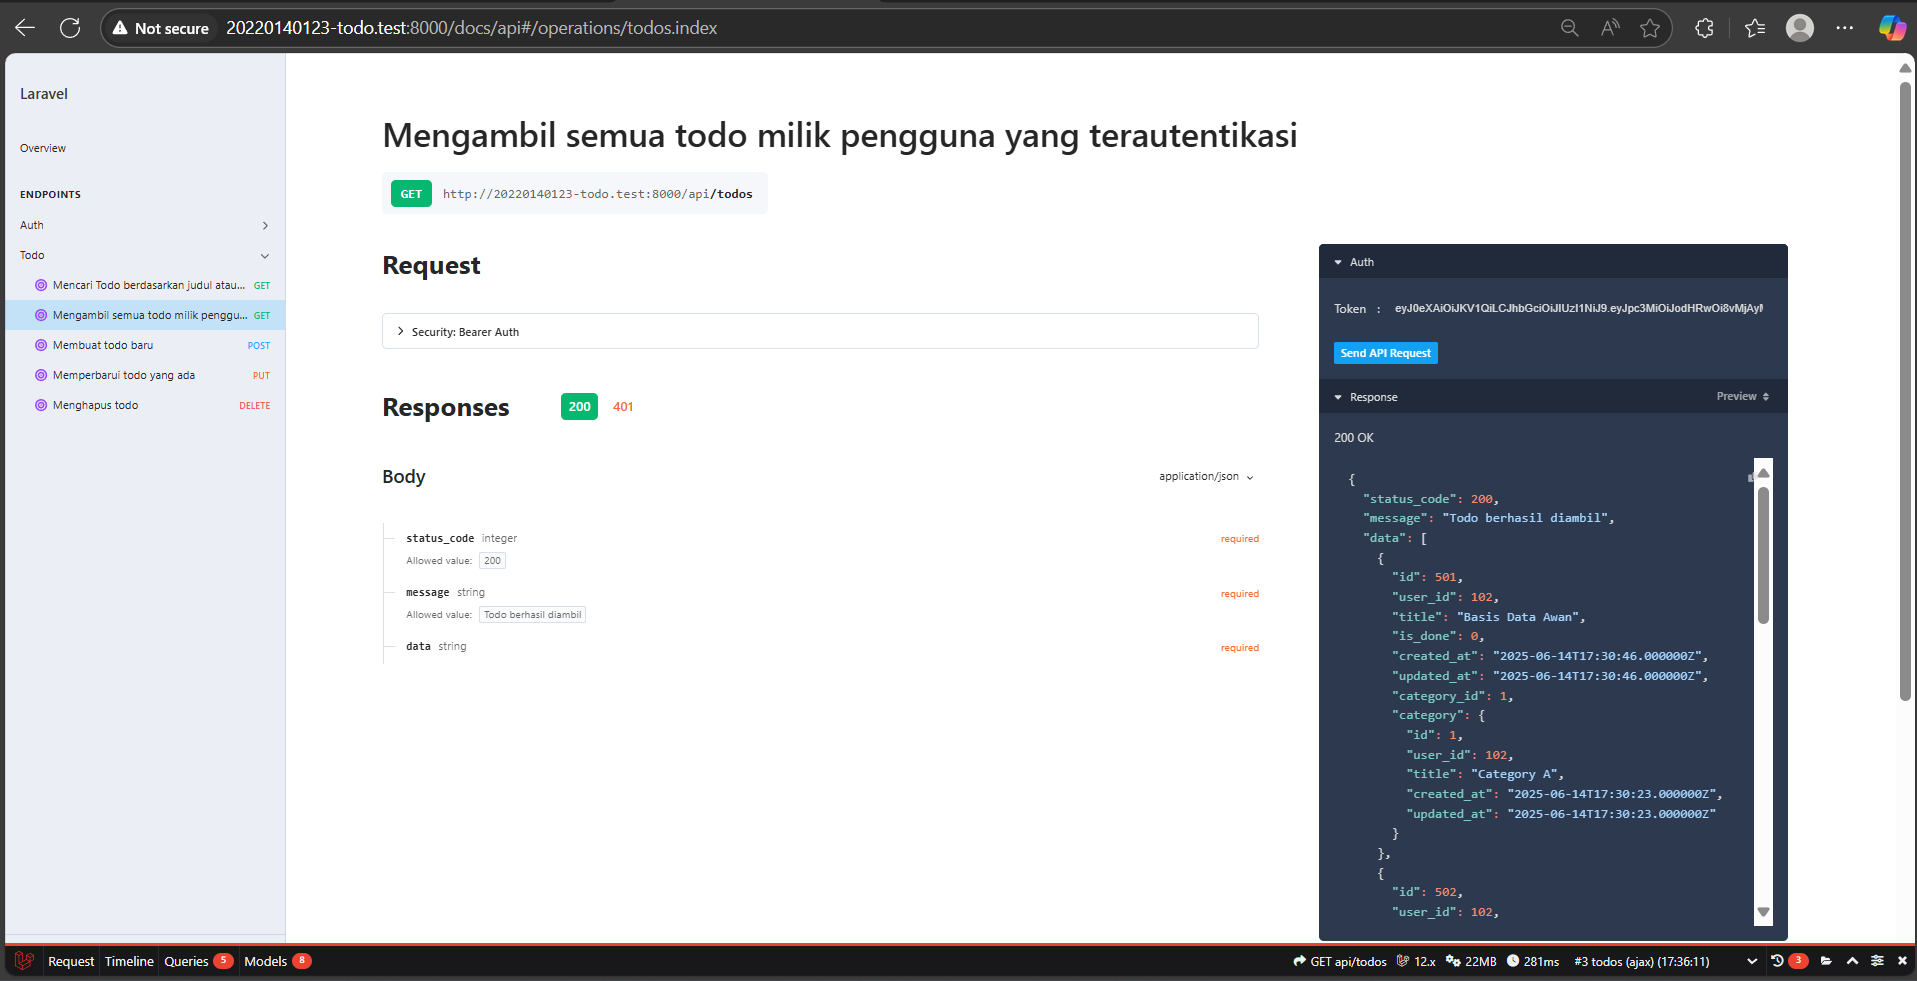 Not secure 20220140123-todo.test:8000/docs/api#/operations/todos.index
Laravel
Overview
ENDPOINTS
Auth
Todo
Mencari Todo berdasarkan judul atau... GET
Mengambil semua todo milik penggu... GET
Membuat todo baru POST
Memperbarui todo yang ada PUT
Menghapus todo DELETE
Mengambil semua todo milik pengguna yang terautentikasi
GET http://20220140123-todo.test:8000/api/todos
Request
Security: Bearer Auth
Responses 200 401
Body application/json
status_code integer required
Allowed value: 200
message string required
Allowed value: Todo berhasil diambil
data string required
Auth
Token : eyJ0eXAiOiJKV1QiLCJhbGciOiJIUzI1NiJ9.eyJpc3MiOiJodHRwOi8vMjAyI
Send API Request
Response Preview
200 OK
{
"status_code": 200,
"message": "Todo berhasil diambil",
"data": [
{
"id": 501,
"user_id": 102,
"title": "Basis Data Awan",
"is_done": 0,
"created_at": "2025-06-14T17:30:46.000000Z",
"updated_at": "2025-06-14T17:30:46.000000Z",
"category_id": 1,
"category": {
"id": 1,
"user_id": 102,
"title": "Category A",
"created_at": "2025-06-14T17:30:23.000000Z",
"updated_at": "2025-06-14T17:30:23.000000Z"
}
},
{
"id": 502,
"user_id": 102,
Request Timeline Queries 5 Models 8 GET api/todos 12.x 22MB 281ms #3 todos (ajax) (17:36:11) 3